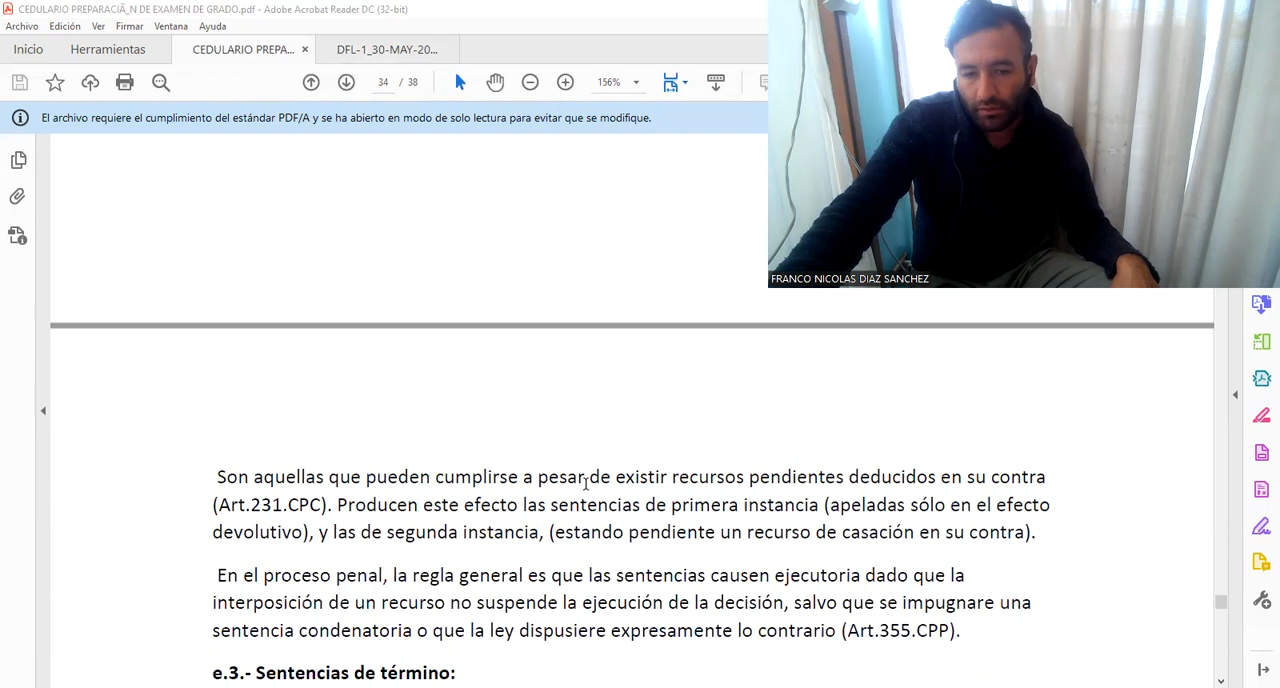 CEDULARIO PREPARACIÃ_N DE EXAMEN DE GRADO.pdf - Adobe Acrobat Reader DC (32-bit)
Archivo Edición Ver Firmar Ventana Ayuda
Inicio Herramientas CEDULARIO PREPA... × DFL-1_30-MAY-20...
34 / 38 156%
El archivo requiere el cumplimiento del estándar PDF/A y se ha abierto en modo de solo lectura para evitar que se modifique.
FRANCO NICOLAS DIAZ SANCHEZ
Son aquellas que pueden cumplirse a pesar de existir recursos pendientes deducidos en su contra
(Art.231.CPC). Producen este efecto las sentencias de primera instancia (apeladas sólo en el efecto
devolutivo), y las de segunda instancia, (estando pendiente un recurso de casación en su contra).
En el proceso penal, la regla general es que las sentencias causen ejecutoria dado que la
interposición de un recurso no suspende la ejecución de la decisión, salvo que se impugnare una
sentencia condenatoria o que la ley dispusiere expresamente lo contrario (Art.355.CPP).
e.3.- Sentencias de término: